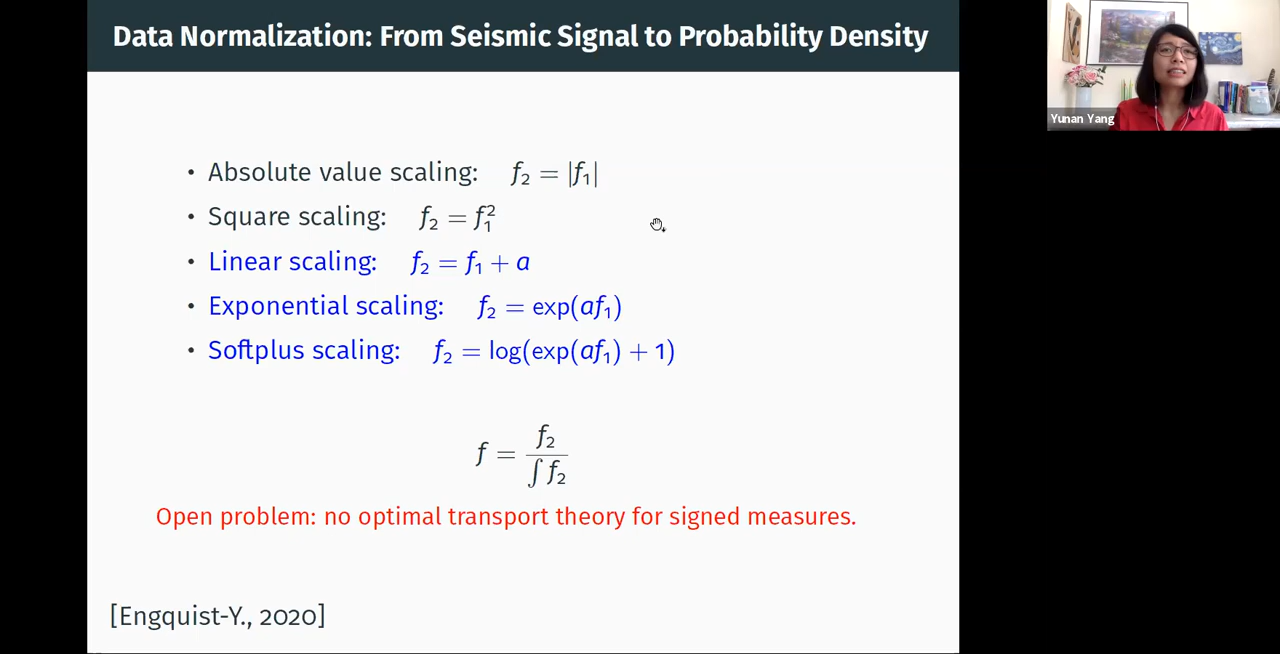 Data Normalization: From Seismic Signal to Probability Density
Yunan Yang
• Absolute value scaling: f₂ = |f₁|
• Square scaling: f₂ = f₁²
• Linear scaling: f₂ = f₁ + a
• Exponential scaling: f₂ = exp(af₁)
• Softplus scaling: f₂ = log(exp(af₁) + 1)
f = f₂ / ∫ f₂
Open problem: no optimal transport theory for signed measures.
[Engquist-Y., 2020]